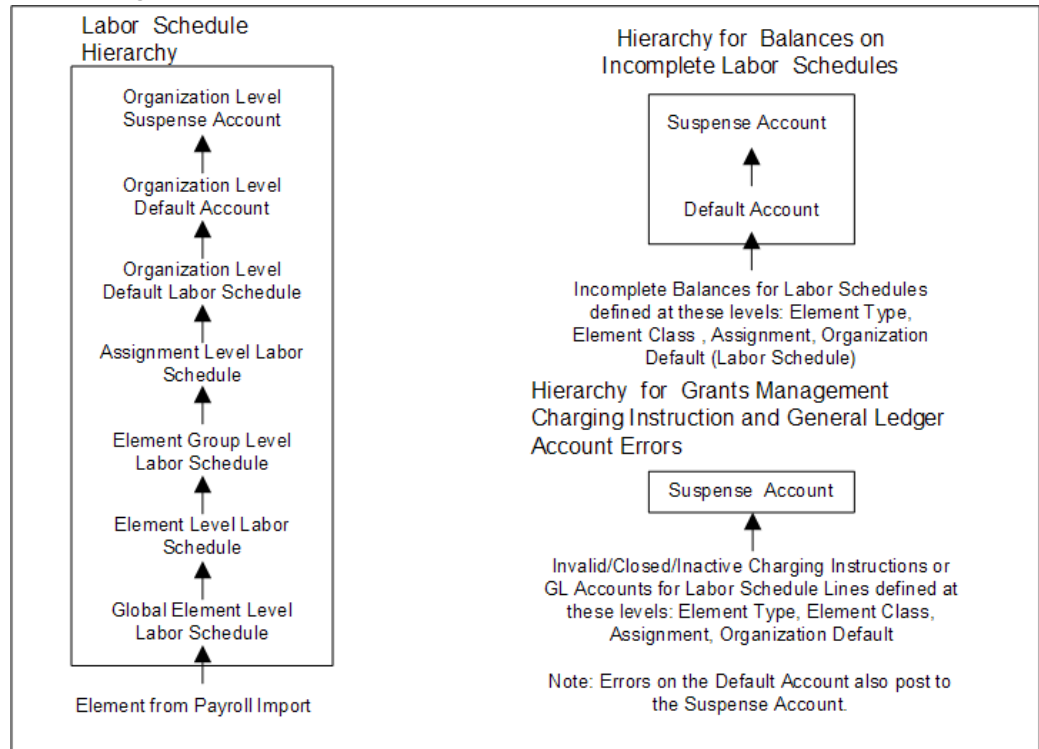 Labor Schedule
Hierarchy
Organization Level
Suspense Account
Organization Level
Default Account
Organization Level
Default Labor Schedule
Assignment Level Labor
Schedule
Element Group Level
Labor Schedule
Element Level Labor
Schedule
Global Element Level
Labor Schedule
Element from Payroll Import
Hierarchy for Balances on
Incomplete Labor Schedules
Suspense Account
Default Account
Incomplete Balances for Labor Schedules
defined at these levels: Element Type,
Element Class , Assignment, Organization
Default (Labor Schedule)
Hierarchy for Grants Management
Charging Instruction and General Ledger
Account Errors
Suspense Account
Invalid/Closed/Inactive Charging Instructions or
GL Accounts for Labor Schedule Lines defined at
these levels: Element Type, Element Class,
Assignment, Organization Default
Note: Errors on the Default Account also post to
the Suspense Account.